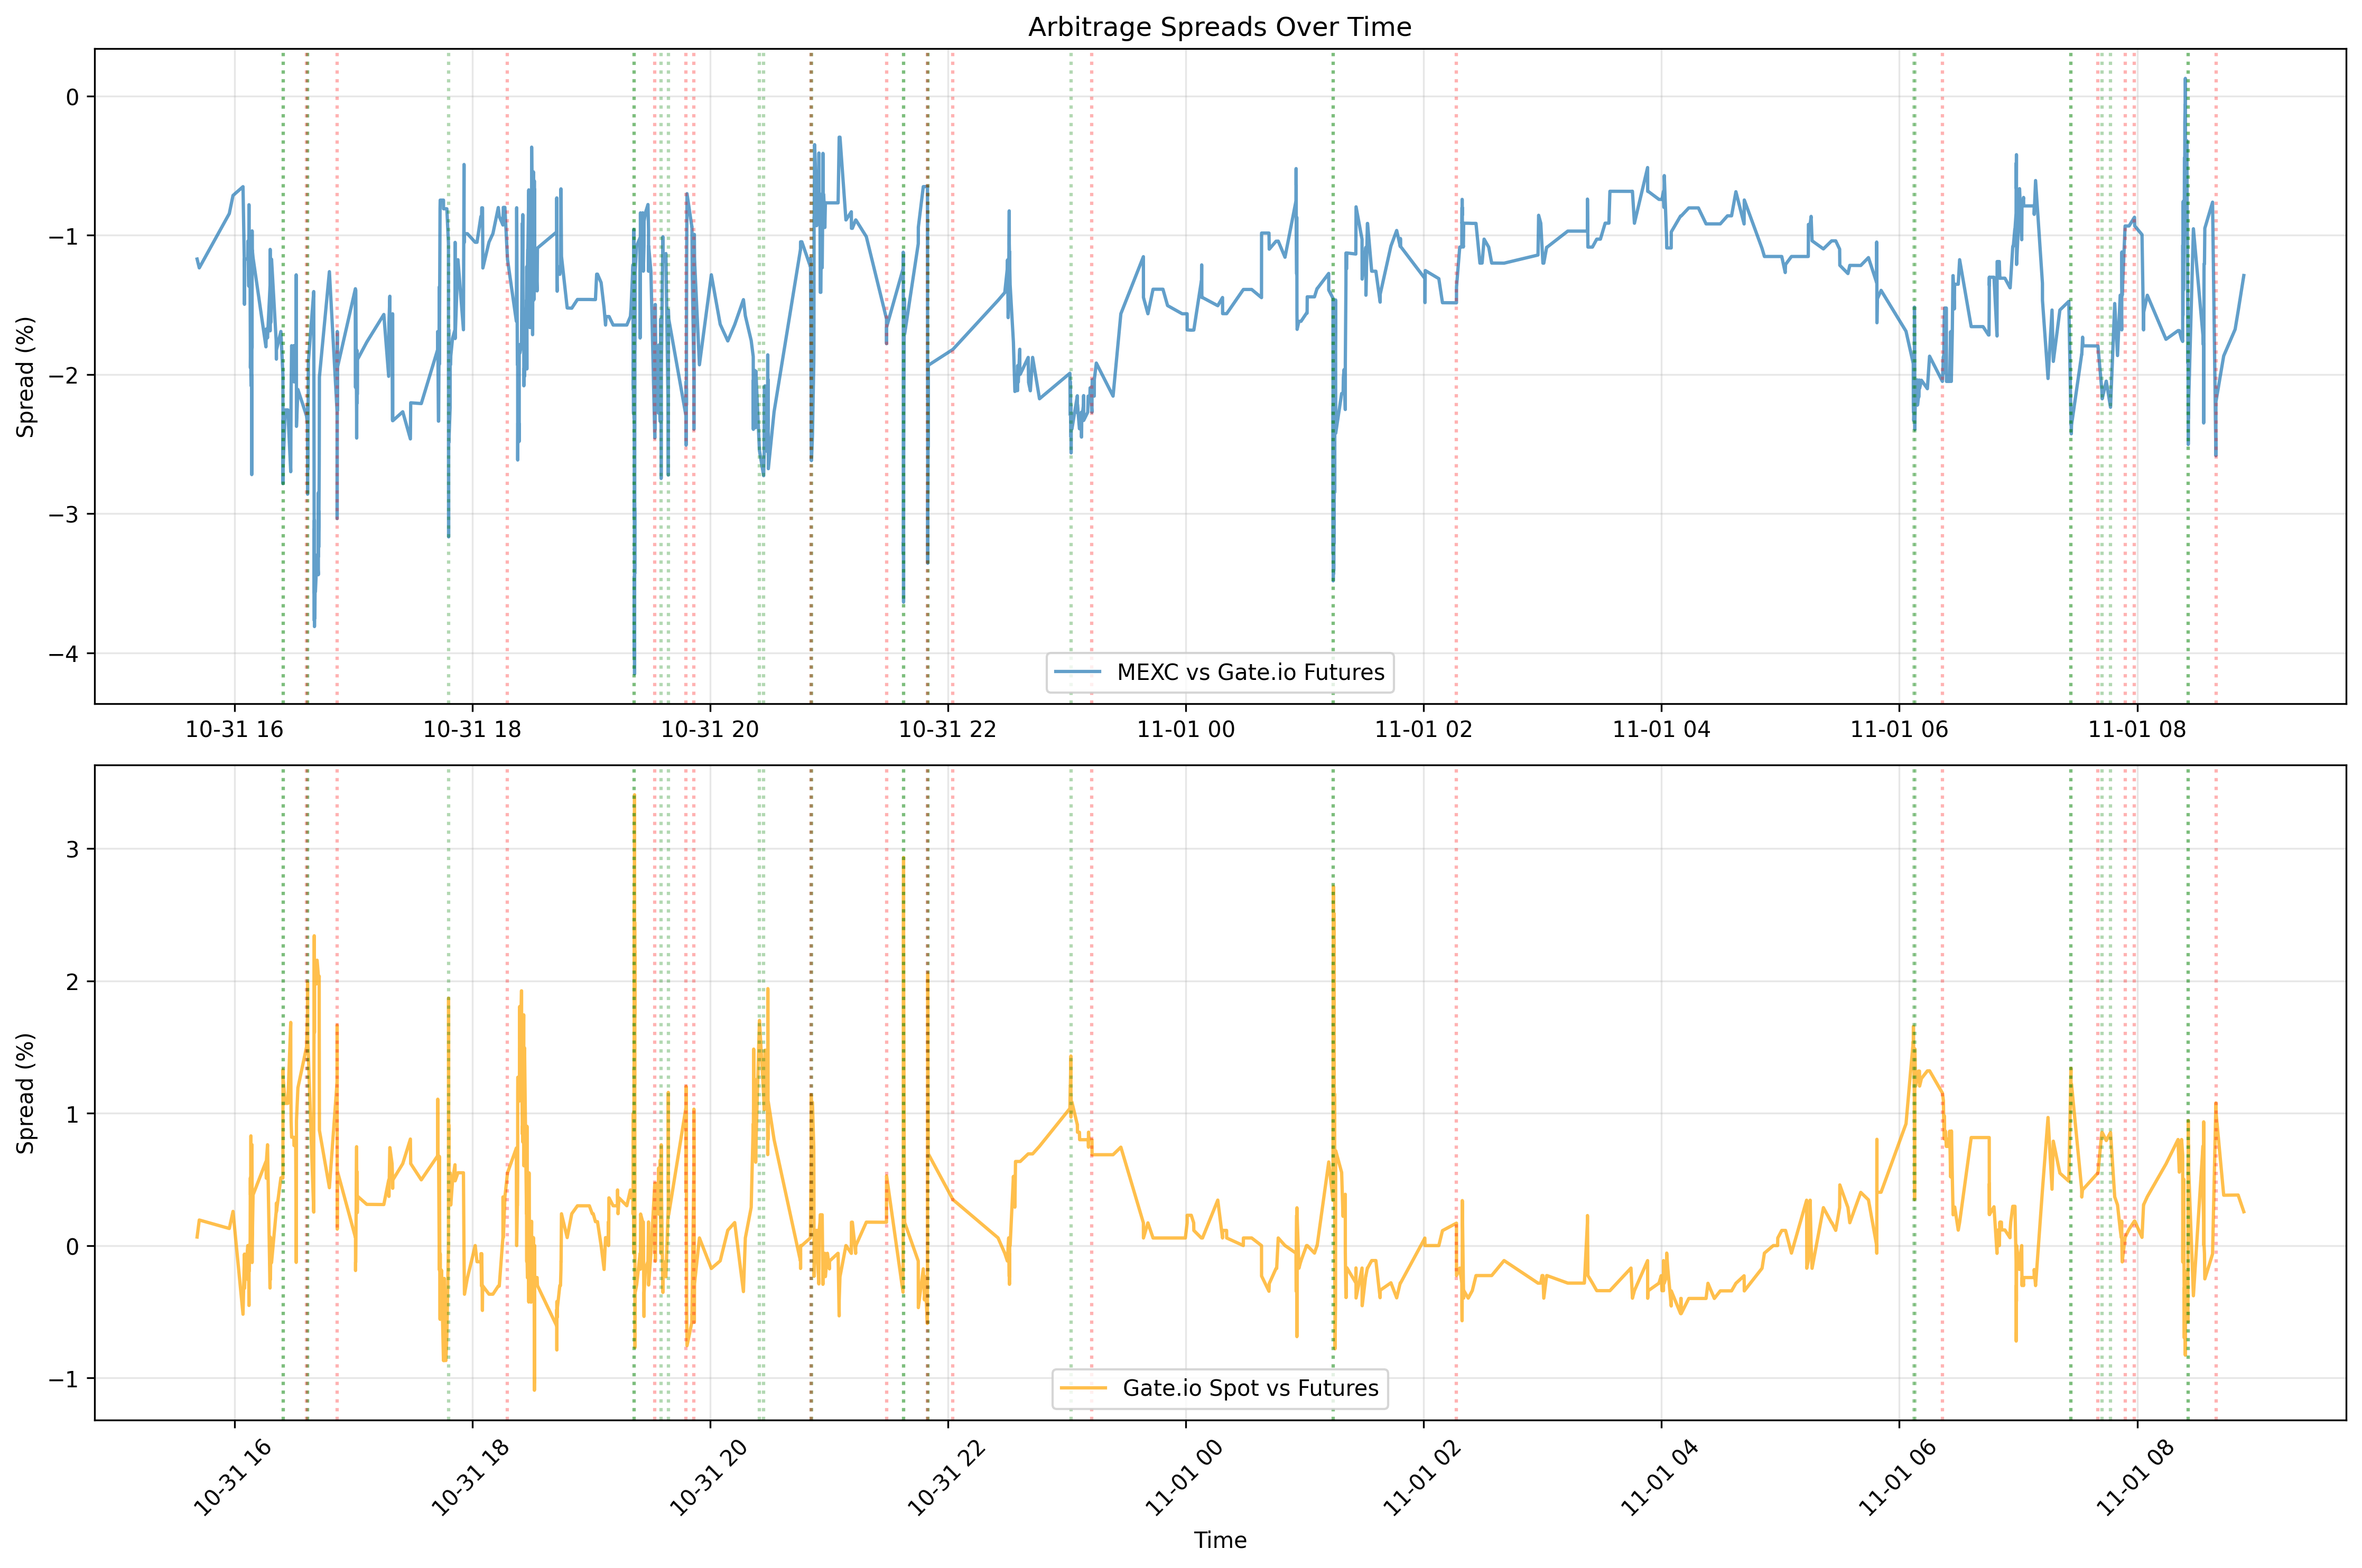 Arbitrage Spreads Over Time
Spread (%)
0
−1
−2
−3
−4
MEXC vs Gate.io Futures
10-31 16 10-31 18 10-31 20 10-31 22 11-01 00 11-01 02 11-01 04 11-01 06 11-01 08
Spread (%)
3
2
1
0
−1
Gate.io Spot vs Futures
10-31 16 10-31 18 10-31 20 10-31 22 11-01 00 11-01 02 11-01 04 11-01 06 11-01 08
Time